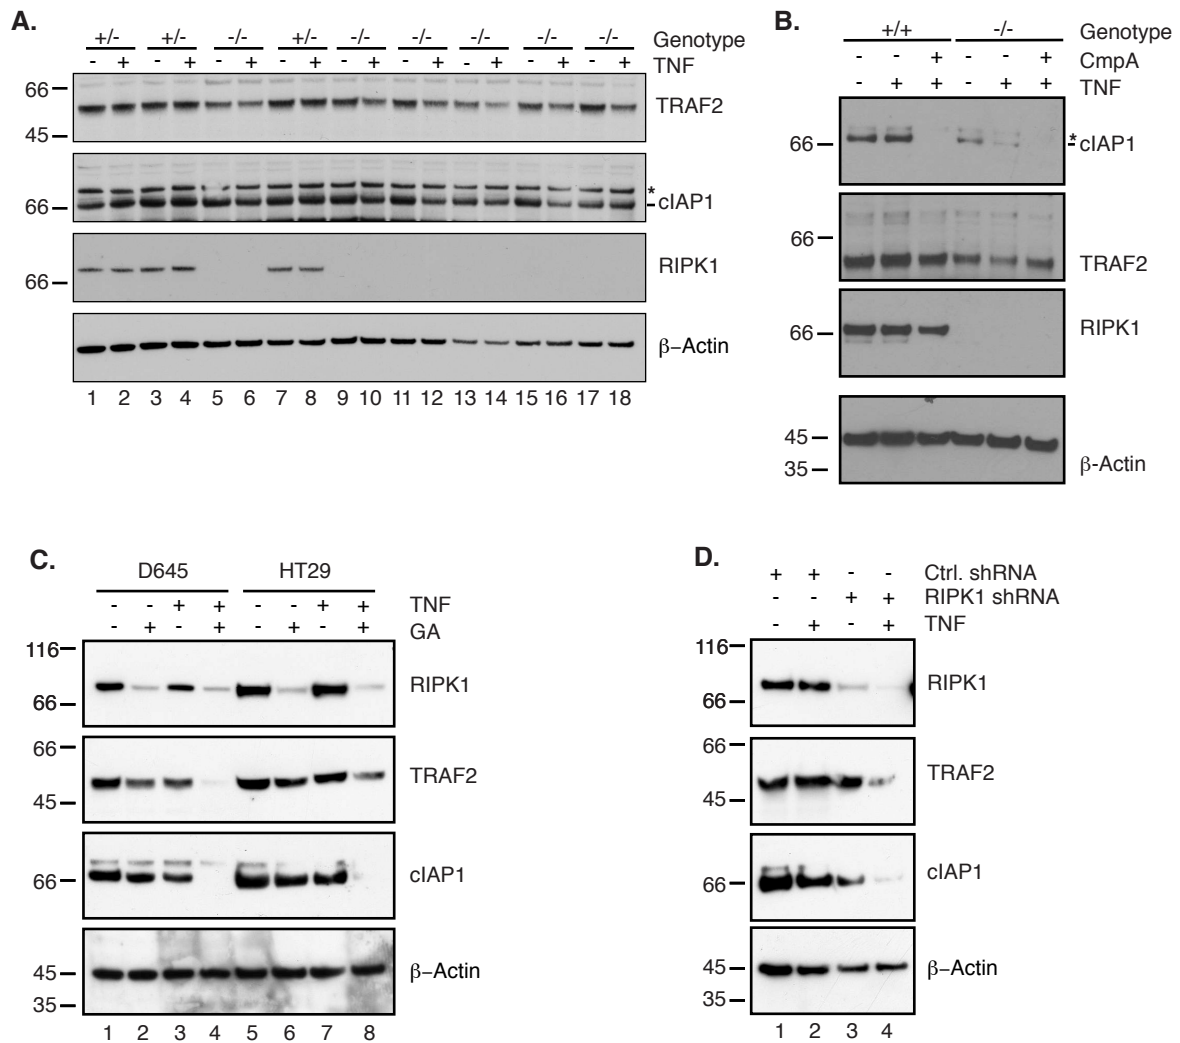 A.
+/- +/- -/- +/- -/- -/- -/- -/- -/- Genotype
- + - + - + - + - + - + - + - + - + TNF
66
TRAF2
45
*
66 cIAP1
RIPK1
66
β–Actin
1 2 3 4 5 6 7 8 9 10 11 12 13 14 15 16 17 18
B.
+/+ -/- Genotype
- - + - - + CmpA
- + + - + + TNF
*
66 cIAP1
66
TRAF2
66 RIPK1
45
35 β-Actin
C.
D645 HT29
- - + + - - + + TNF
- + - + - + - + GA
116
RIPK1
66
66
TRAF2
45
66 cIAP1
45 β–Actin
35
1 2 3 4 5 6 7 8
D.
+ + - - Ctrl. shRNA
- - + + RIPK1 shRNA
- + - + TNF
116
RIPK1
66
66
TRAF2
45
66 cIAP1
45 β–Actin
35
1 2 3 4